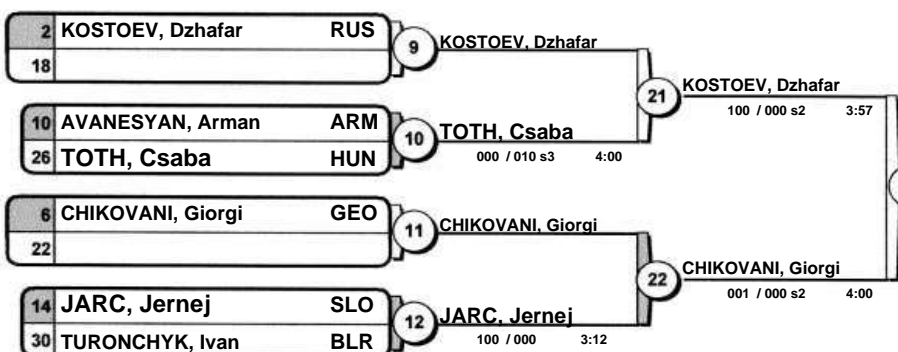 2 KOSTOEV, Dzhafar RUS
18
9
KOSTOEV, Dzhafar
10 AVANESYAN, Arman ARM
26 TOTH, Csaba HUN
10
TOTH, Csaba
000 / 010 s3 4:00
21
KOSTOEV, Dzhafar
100 / 000 s2 3:57
6 CHIKOVANI, Giorgi GEO
22
11
CHIKOVANI, Giorgi
14 JARC, Jernej SLO
30 TURONCHYK, Ivan BLR
12
JARC, Jernej
100 / 000 3:12
22
CHIKOVANI, Giorgi
001 / 000 s2 4:00